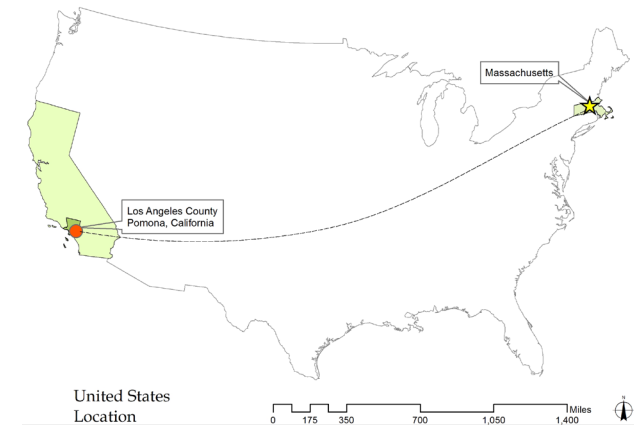 Massachusetts
Los Angeles County
Pomona, California
United States
Location
Miles
0 175 350 700 1,050 1,400
N